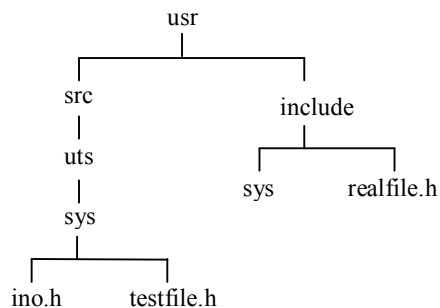 usr
src
include
uts
sys
realfile.h
sys
ino.h
testfile.h